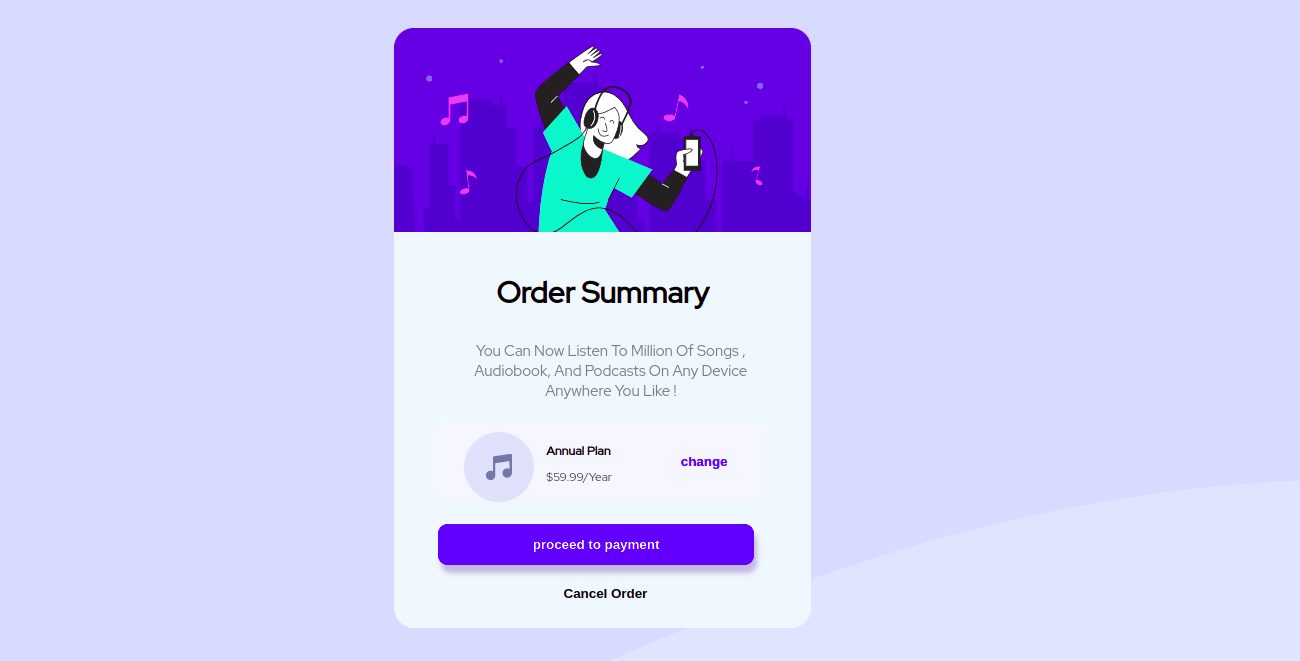 Order Summary
You Can Now Listen To Million Of Songs ,
Audiobook, And Podcasts On Any Device
Anywhere You Like !
Annual Plan
change
$59.99/Year
proceed to payment
Cancel Order